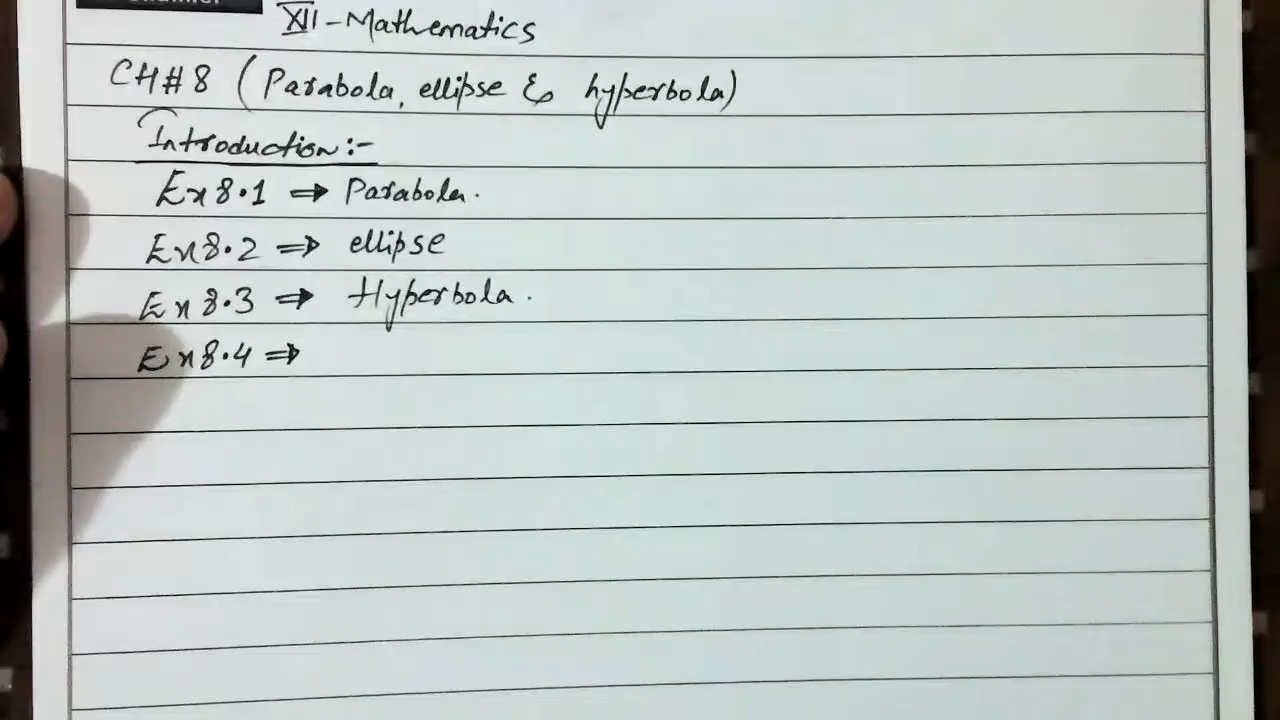 XII - Mathematics
CH # 8 (Parabola, ellipse & hyperbola)
Introduction :-
Ex 8.1 ⇒ Parabola.
Ex 8.2 ⇒ ellipse
Ex 8.3 ⇒ Hyperbola.
Ex 8.4 ⇒